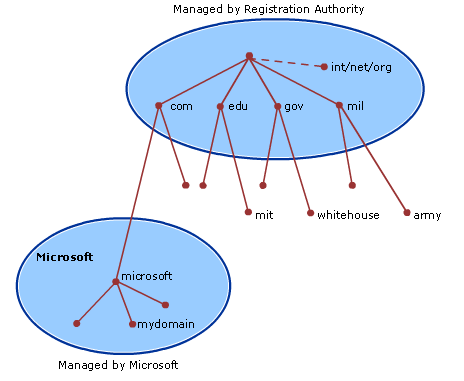 Managed by Registration Authority
int/net/org
com edu gov mil
mit whitehouse army
Microsoft
microsoft
mydomain
Managed by Microsoft